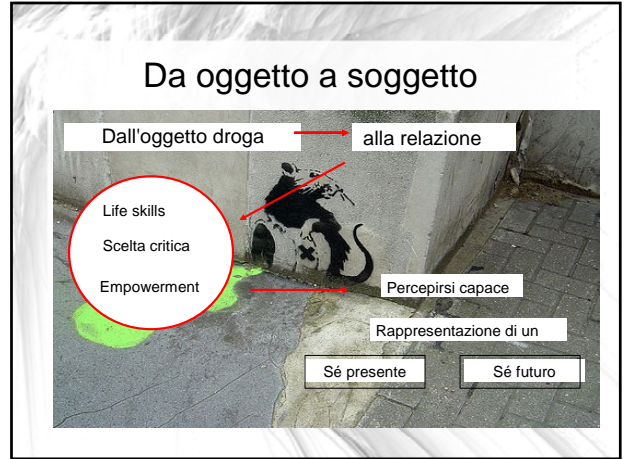 Da oggetto a soggetto
Dall'oggetto droga
alla relazione
Life skills
Scelta critica
Empowerment
Percepirsi capace
Rappresentazione di un
Sé presente
Sé futuro